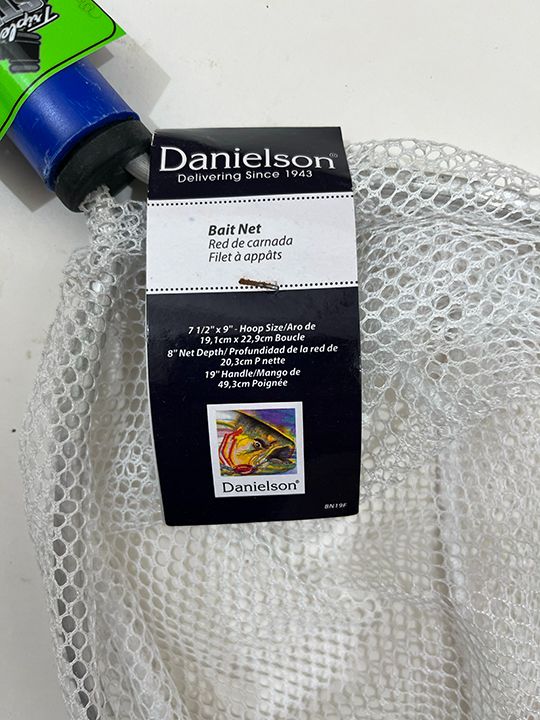 Triple
Danielson®
Delivering Since 1943
Bait Net
Red de carnada
Filet à appâts
7 1/2" x 9" - Hoop Size/Aro de
19,1cm x 22,9cm Boucle
8" Net Depth/ Profundidad de la red de
20,3cm P nette
19" Handle/Mango de
49,3cm Poignée
Danielson®
BN19F